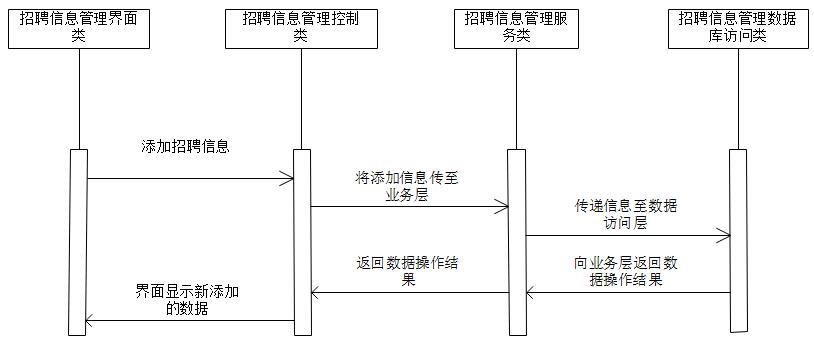 招聘信息管理界面
类
招聘信息管理控制
类
招聘信息管理服
务类
招聘信息管理数据
库访问类
添加招聘信息
将添加信息传至
业务层
传递信息至数据
访问层
向业务层返回数
据操作结果
返回数据操作结
果
界面显示新添加
的数据